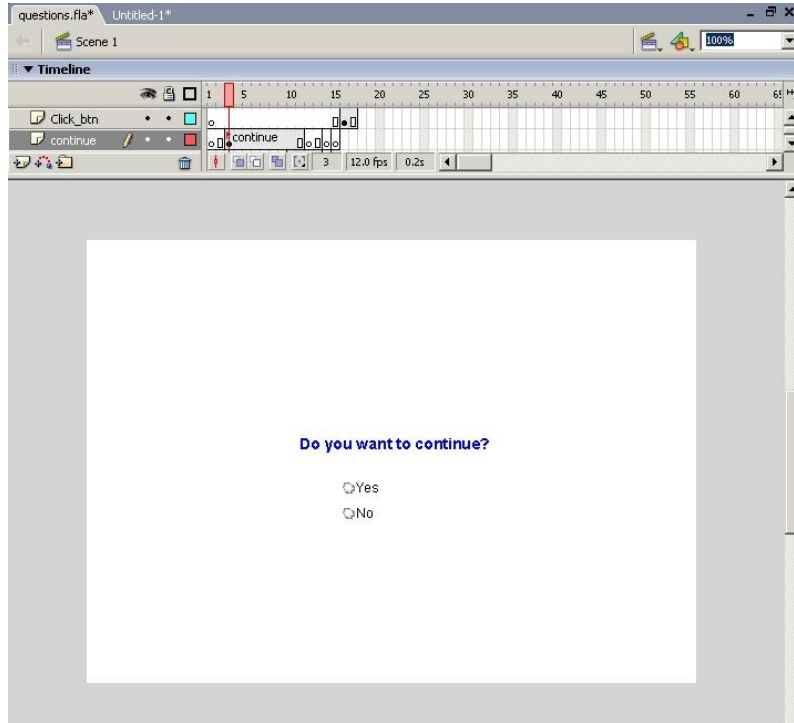 questions.fla* Untitled-1*
Scene 1
100%
Timeline
1 5 10 15 20 25 30 35 40 45 50 55 60 65
Click_btn
continue continue
3 12.0 fps 0.2s
Do you want to continue?
Yes
No